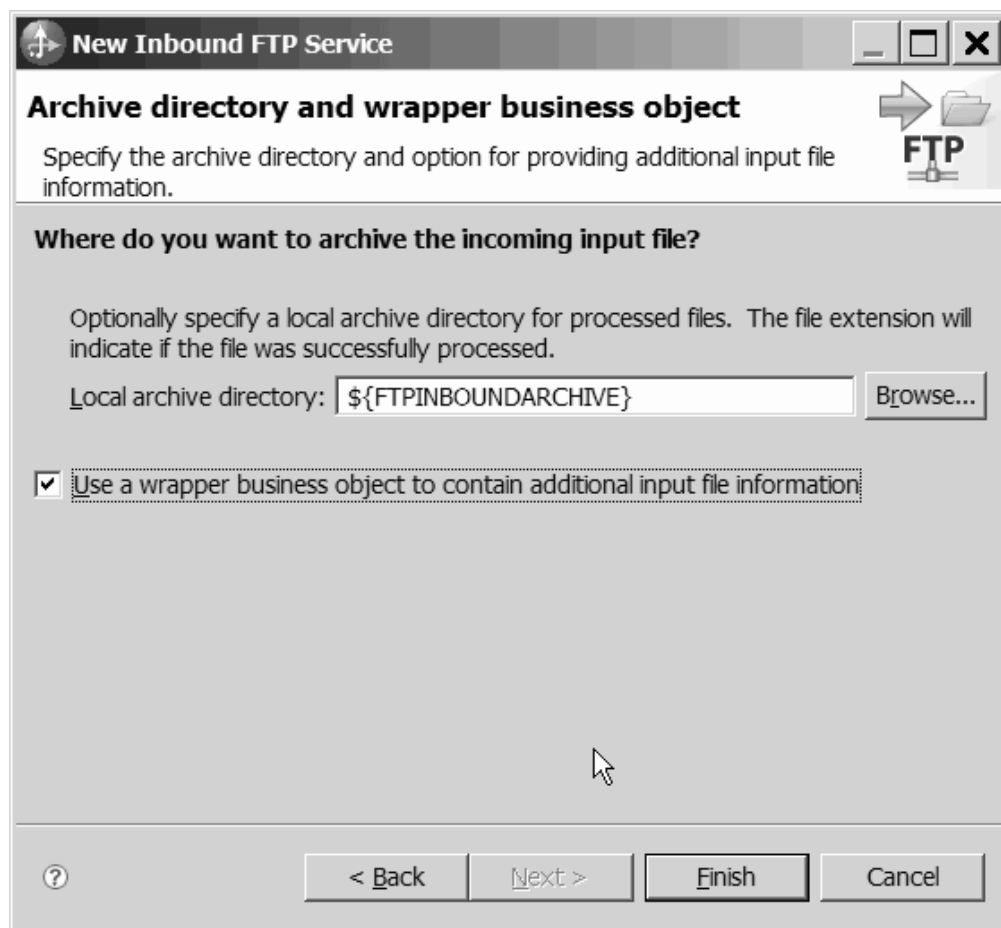 New Inbound FTP Service
Archive directory and wrapper business object
Specify the archive directory and option for providing additional input file
information.
FTP
Where do you want to archive the incoming input file?
Optionally specify a local archive directory for processed files. The file extension will
indicate if the file was successfully processed.
Local archive directory: ${FTPINBOUNDARCHIVE} Browse...
Use a wrapper business object to contain additional input file information
? < Back Next > Finish Cancel